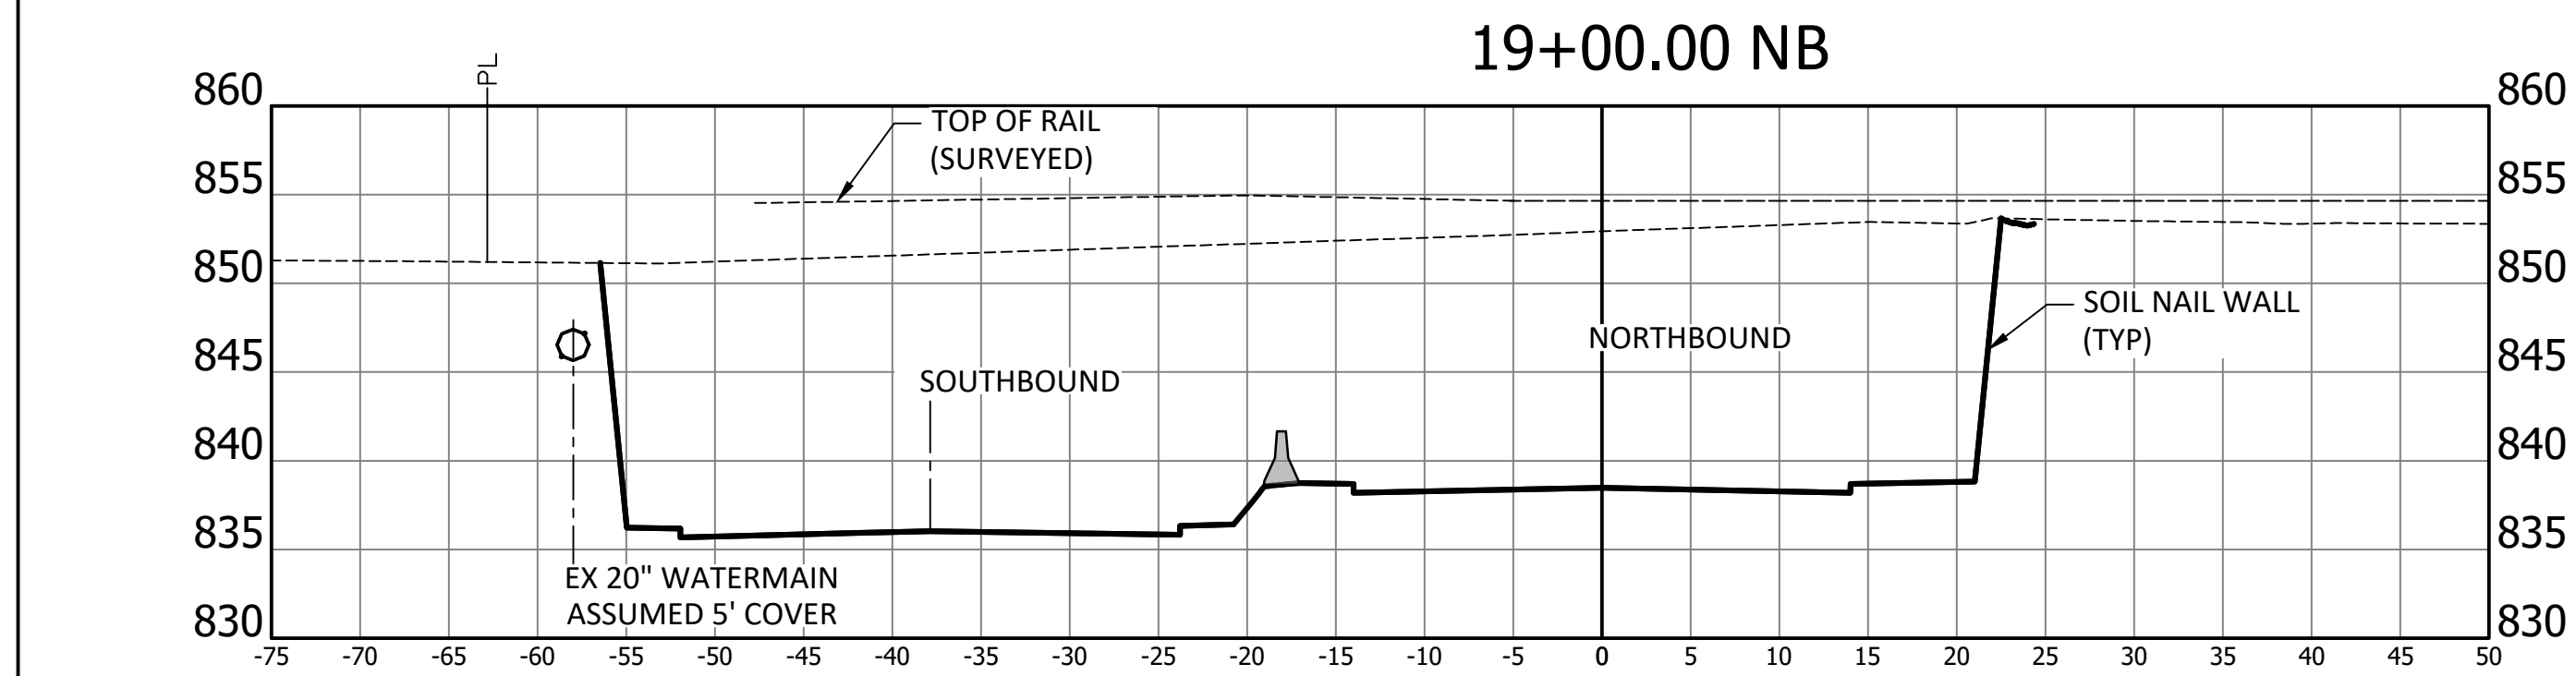 19+00.00 NB
PL
860
860
TOP OF RAIL
(SURVEYED)
855
855
850
850
SOIL NAIL WALL
(TYP)
NORTHBOUND
845
845
SOUTHBOUND
840
840
835
835
EX 20" WATERMAIN
ASSUMED 5' COVER
830
830
-75 -70 -65 -60 -55 -50 -45 -40 -35 -30 -25 -20 -15 -10 -5 0 5 10 15 20 25 30 35 40 45 50